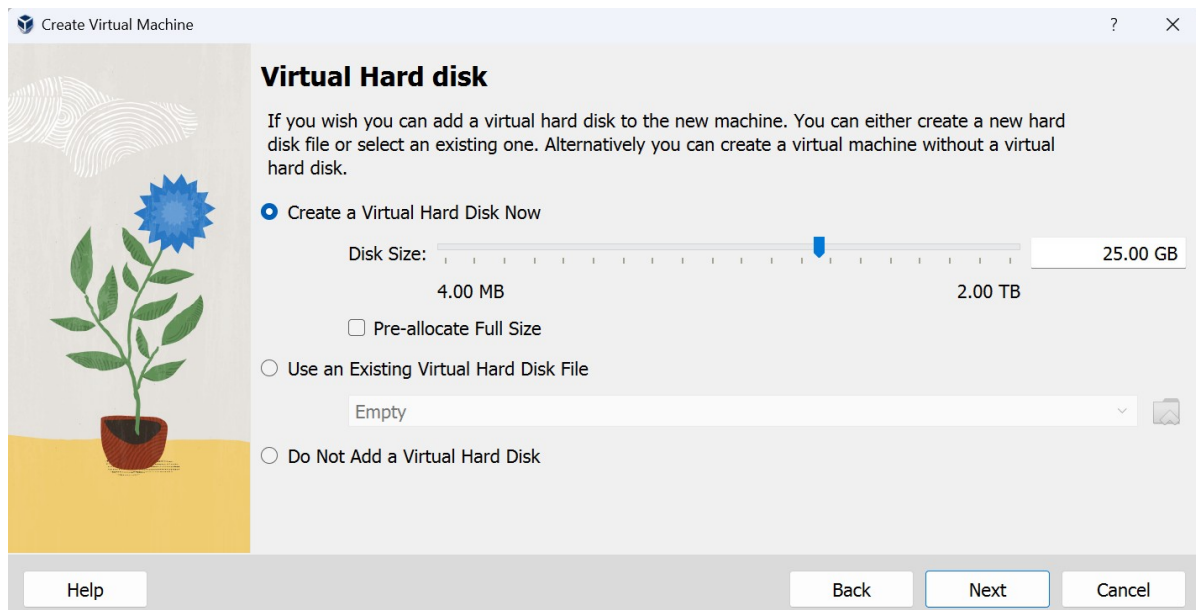 Create Virtual Machine
?
Virtual Hard disk
If you wish you can add a virtual hard disk to the new machine. You can either create a new hard
disk file or select an existing one. Alternatively you can create a virtual machine without a virtual
hard disk.
Create a Virtual Hard Disk Now
Disk Size:
25.00 GB
4.00 MB
2.00 TB
Pre-allocate Full Size
Use an Existing Virtual Hard Disk File
Empty
Do Not Add a Virtual Hard Disk
Help
Back
Next
Cancel